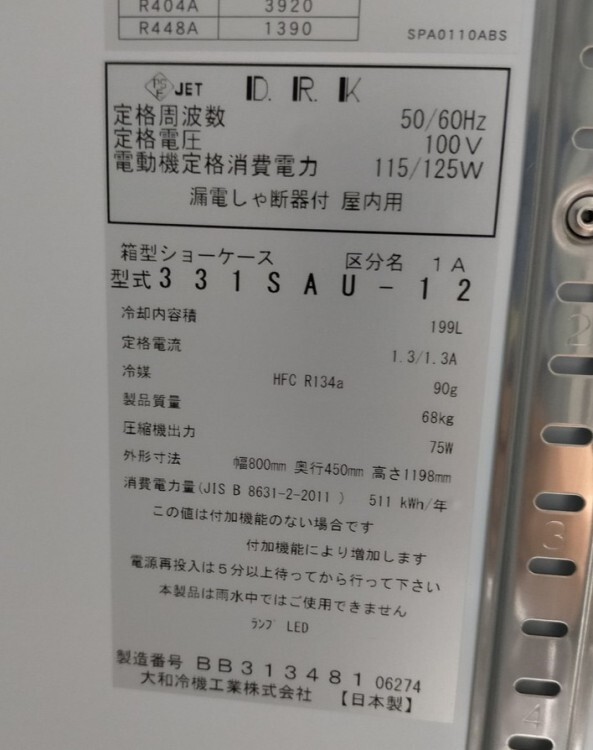 R404A 3920
R448A 1390
SPA0110ABS
PS E JET D.R.K
定格周波数 50/60Hz
定格電圧 100V
電動機定格消費電力 115/125W
漏電しゃ断器付 屋内用
箱型ショーケース 区分名 1A
型式 331SAU-12
冷却内容積 199L
定格電流 1.3/1.3A
冷媒 HFC R134a 90g
製品質量 68kg
圧縮機出力 75W
外形寸法 幅800mm 奥行450mm 高さ1198mm
消費電力量(JIS B 8631-2-2011 ) 511 kWh/年
この値は付加機能のない場合です
付加機能により増加します
電源再投入は5分以上待ってから行って下さい
本製品は雨水中ではご使用できません
ﾗﾝﾌﾟ LED
製造番号 BB313481 06274
大和冷機工業株式会社 【日本製】
2
3
4